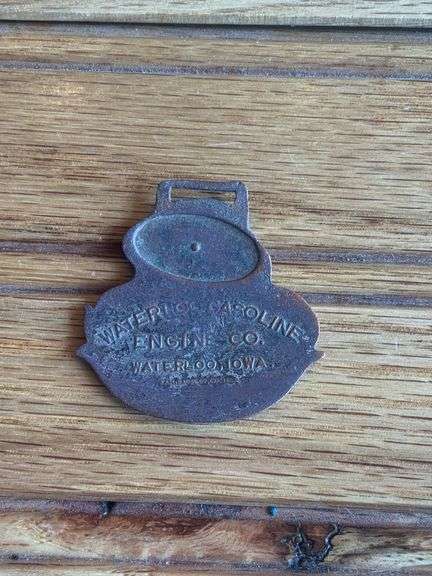 WATERLOO GASOLINE
ENGINE CO.
WATERLOO, IOWA